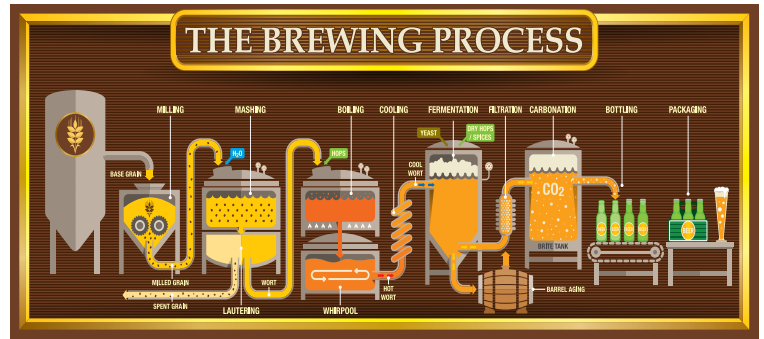 THE BREWING PROCESS
MILLING
MASHING
BOILING
COOLING
FERMENTATION
FILTRATION
CARBONATION
BOTTLING
PACKAGING
YEAST
DRY HOPS
/ SPICES
H₂O
HOPS
BASE GRAIN
COOL
WORT
CO₂
BRITE TANK
BEER
MILLED GRAIN
WORT
HOT
WORT
BARREL AGING
SPENT GRAIN
LAUTERING
WHIRPOOL